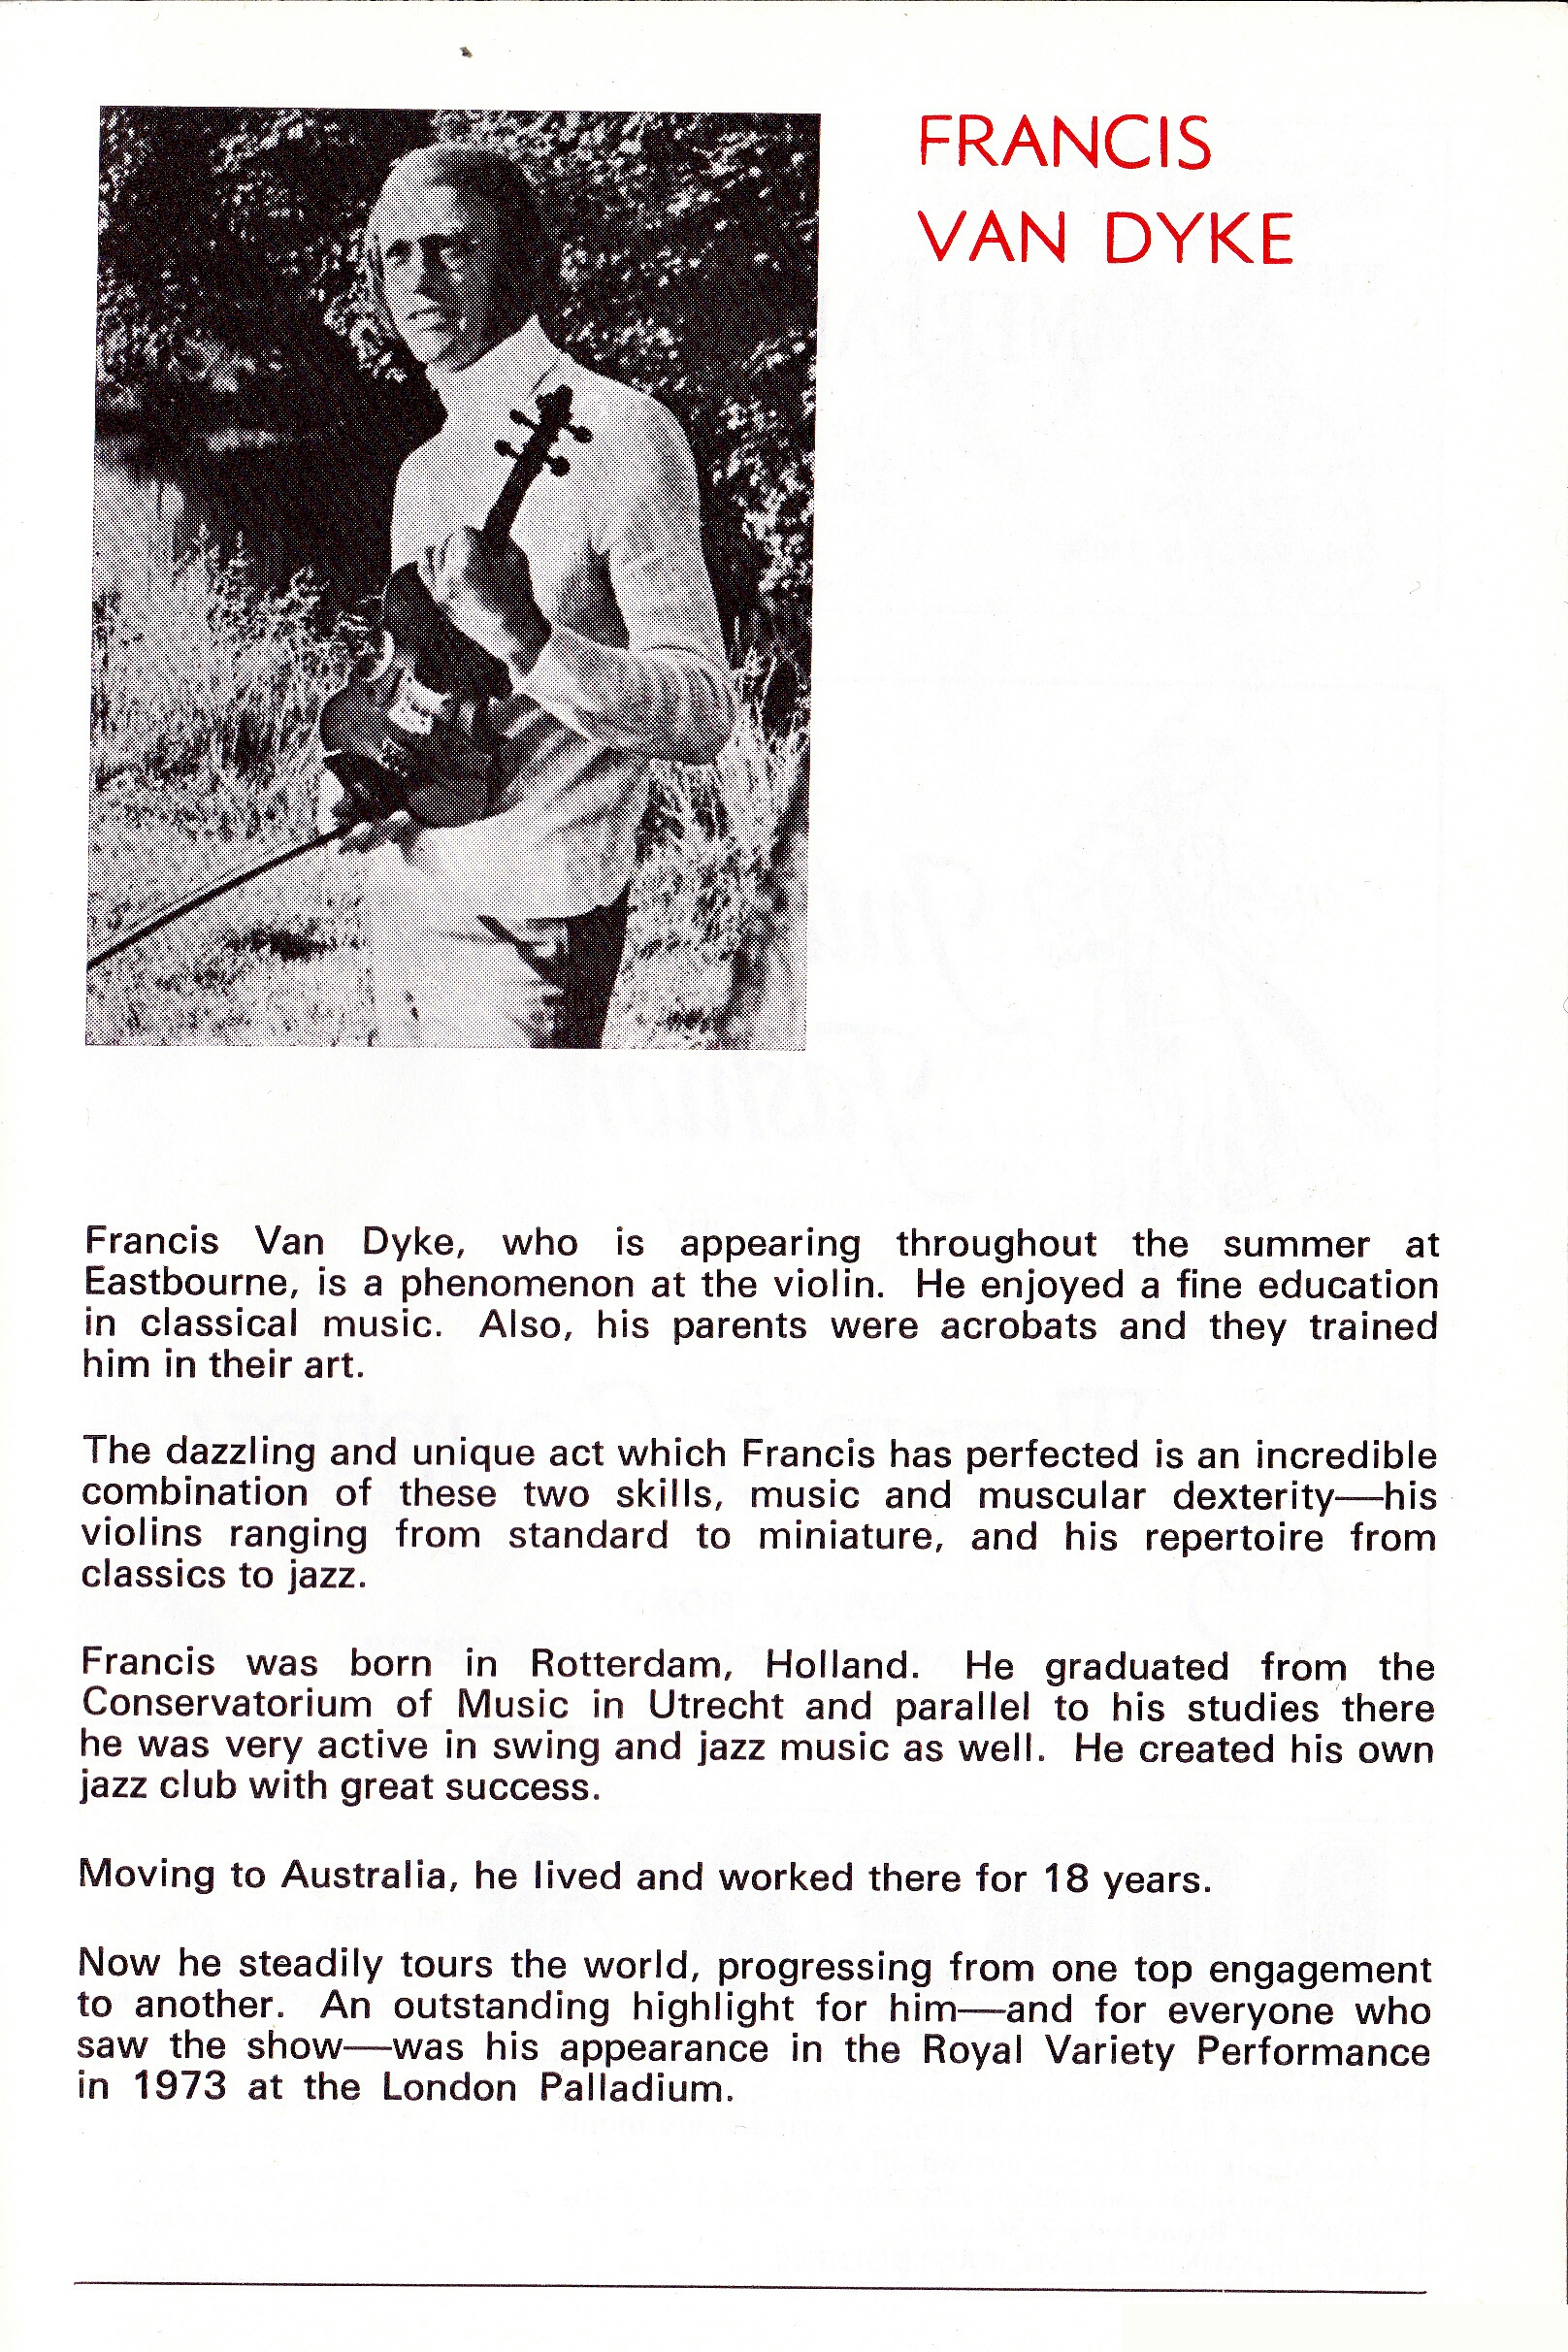 FRANCIS
VAN DYKE
Francis Van Dyke, who is appearing throughout the summer at
Eastbourne, is a phenomenon at the violin. He enjoyed a fine education
in classical music. Also, his parents were acrobats and they trained
him in their art.
The dazzling and unique act which Francis has perfected is an incredible
combination of these two skills, music and muscular dexterity—his
violins ranging from standard to miniature, and his repertoire from
classics to jazz.
Francis was born in Rotterdam, Holland. He graduated from the
Conservatorium of Music in Utrecht and parallel to his studies there
he was very active in swing and jazz music as well. He created his own
jazz club with great success.
Moving to Australia, he lived and worked there for 18 years.
Now he steadily tours the world, progressing from one top engagement
to another. An outstanding highlight for him—and for everyone who
saw the show—was his appearance in the Royal Variety Performance
in 1973 at the London Palladium.